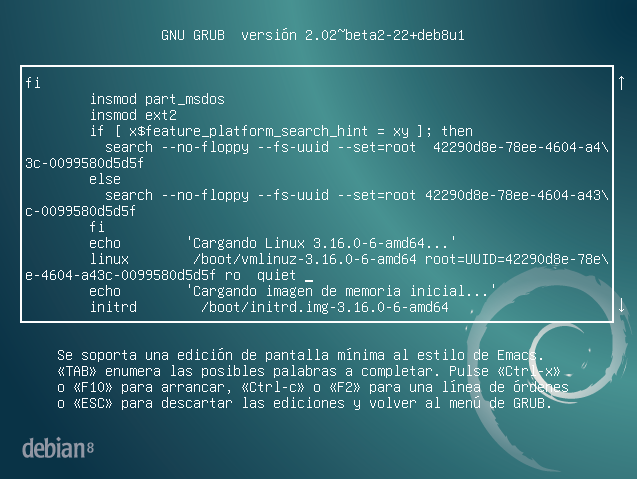 GNU GRUB  versión 2.02~beta2-22+deb8u1
fi
        insmod part_msdos
        insmod ext2
        if [ x$feature_platform_search_hint = xy ]; then
          search --no-floppy --fs-uuid --set=root  42290d8e-78ee-4604-a4\
3c-0099580d5d5f
        else
          search --no-floppy --fs-uuid --set=root 42290d8e-78ee-4604-a43\
c-0099580d5d5f
        fi
        echo        'Cargando Linux 3.16.0-6-amd64...'
        linux        /boot/vmlinuz-3.16.0-6-amd64 root=UUID=42290d8e-78e\
e-4604-a43c-0099580d5d5f ro  quiet _
        echo        'Cargando imagen de memoria inicial...'
        initrd        /boot/initrd.img-3.16.0-6-amd64
Se soporta una edición de pantalla mínima al estilo de Emacs.
«TAB» enumera las posibles palabras a completar. Pulse «Ctrl-x»
o «F10» para arrancar, «Ctrl-c» o «F2» para una línea de órdenes
o «ESC» para descartar las ediciones y volver al menú de GRUB.
debian 8